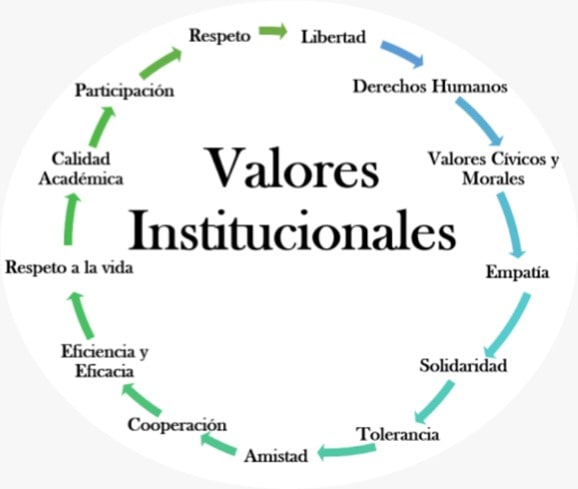 Valores
Institucionales
Respeto
Libertad
Derechos Humanos
Valores Cívicos y
Morales
Empatía
Solidaridad
Tolerancia
Amistad
Cooperación
Eficiencia y
Eficacia
Respeto a la vida
Calidad
Académica
Participación